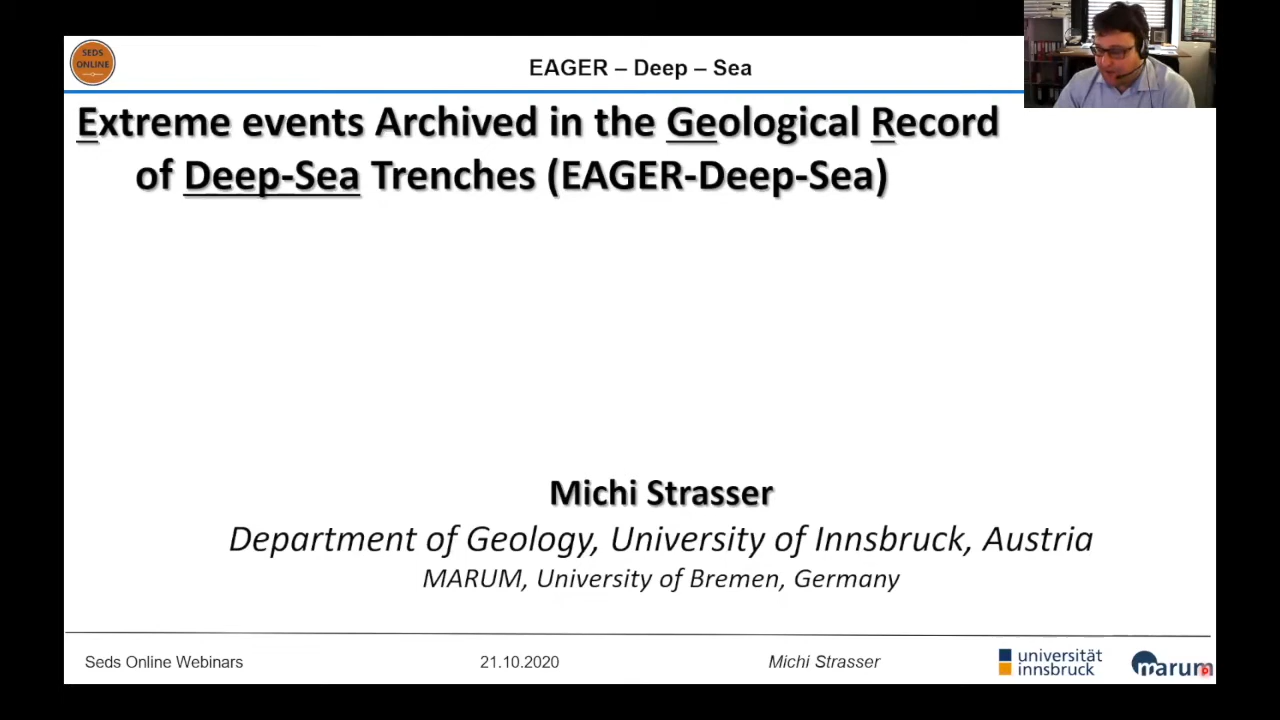 SEDS
ONLINE
EAGER – Deep – Sea
Extreme events Archived in the Geological Record
of Deep-Sea Trenches (EAGER-Deep-Sea)
Michi Strasser
Department of Geology, University of Innsbruck, Austria
MARUM, University of Bremen, Germany
Seds Online Webinars
21.10.2020
Michi Strasser
universität
innsbruck
marum